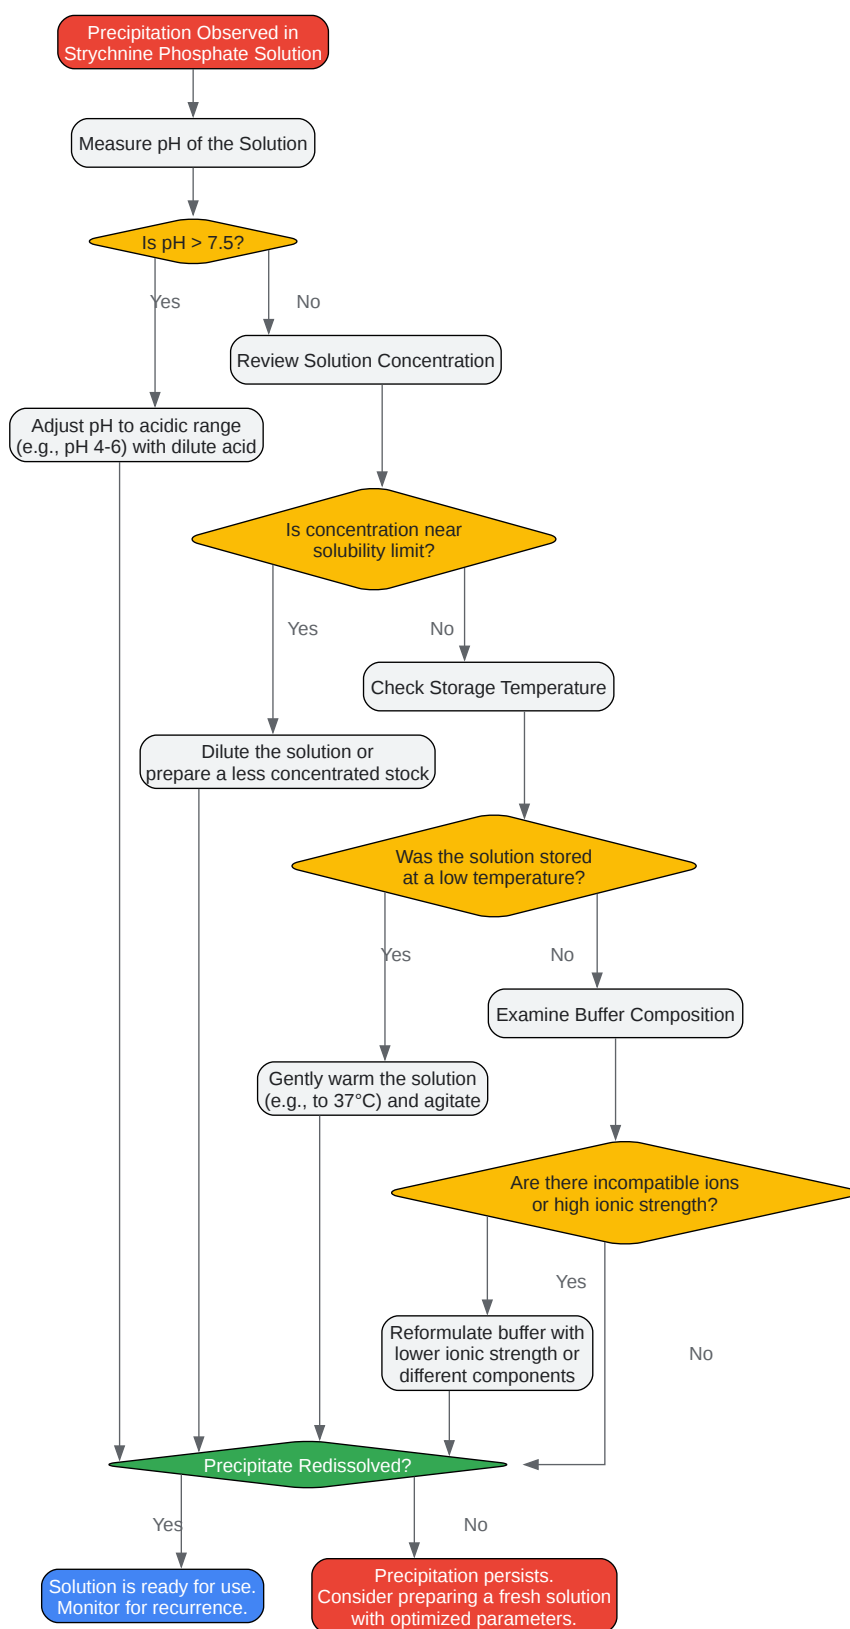 Precipitation Observed in
Strychnine Phosphate Solution
Measure pH of the Solution
Is pH > 7.5?
Yes
No
Review Solution Concentration
Adjust pH to acidic range
(e.g., pH 4-6) with dilute acid
Is concentration near
solubility limit?
Yes
No
Check Storage Temperature
Dilute the solution or
prepare a less concentrated stock
Was the solution stored
at a low temperature?
Yes
No
Examine Buffer Composition
Gently warm the solution
(e.g., to 37°C) and agitate
Are there incompatible ions
or high ionic strength?
Yes
Reformulate buffer with
lower ionic strength or
different components
No
Precipitate Redissolved?
Yes
No
Solution is ready for use.
Monitor for recurrence.
Precipitation persists.
Consider preparing a fresh solution
with optimized parameters.